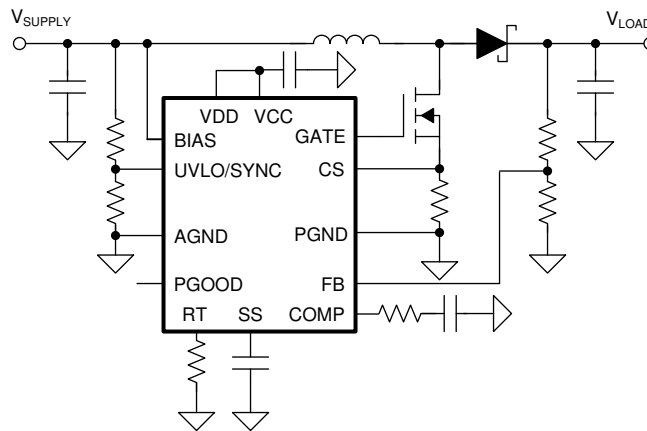 VSUPPLY
VLOAD
VDD
VCC
BIAS
GATE
UVLO/SYNC
CS
AGND
PGND
PGOOD
FB
RT
SS
COMP